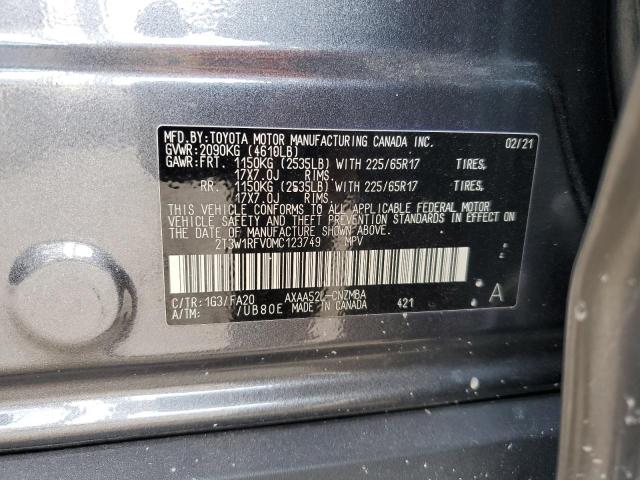 MFD.BY:TOYOTA MOTOR MANUFACTURING CANADA INC. 02/21
GVWR:2090KG (4610LB)
GAWR:FRT. 1150KG (2535LB) WITH 225/65R17 TIRES,
17X7.0J RIMS.
RR. 1150KG (2535LB) WITH 225/65R17 TIRES,
17X7.0J RIMS.
THIS VEHICLE CONFORMS TO ALL APPLICABLE FEDERAL MOTOR
VEHICLE SAFETY AND THEFT PREVENTION STANDARDS IN EFFECT ON
THE DATE OF MANUFACTURE SHOWN ABOVE.
2T3W1RFV0MC123749 MPV
C/TR:1G3/FA20 AXAA52L-CNZMBA A
A/TM: /UB80E MADE IN CANADA 421